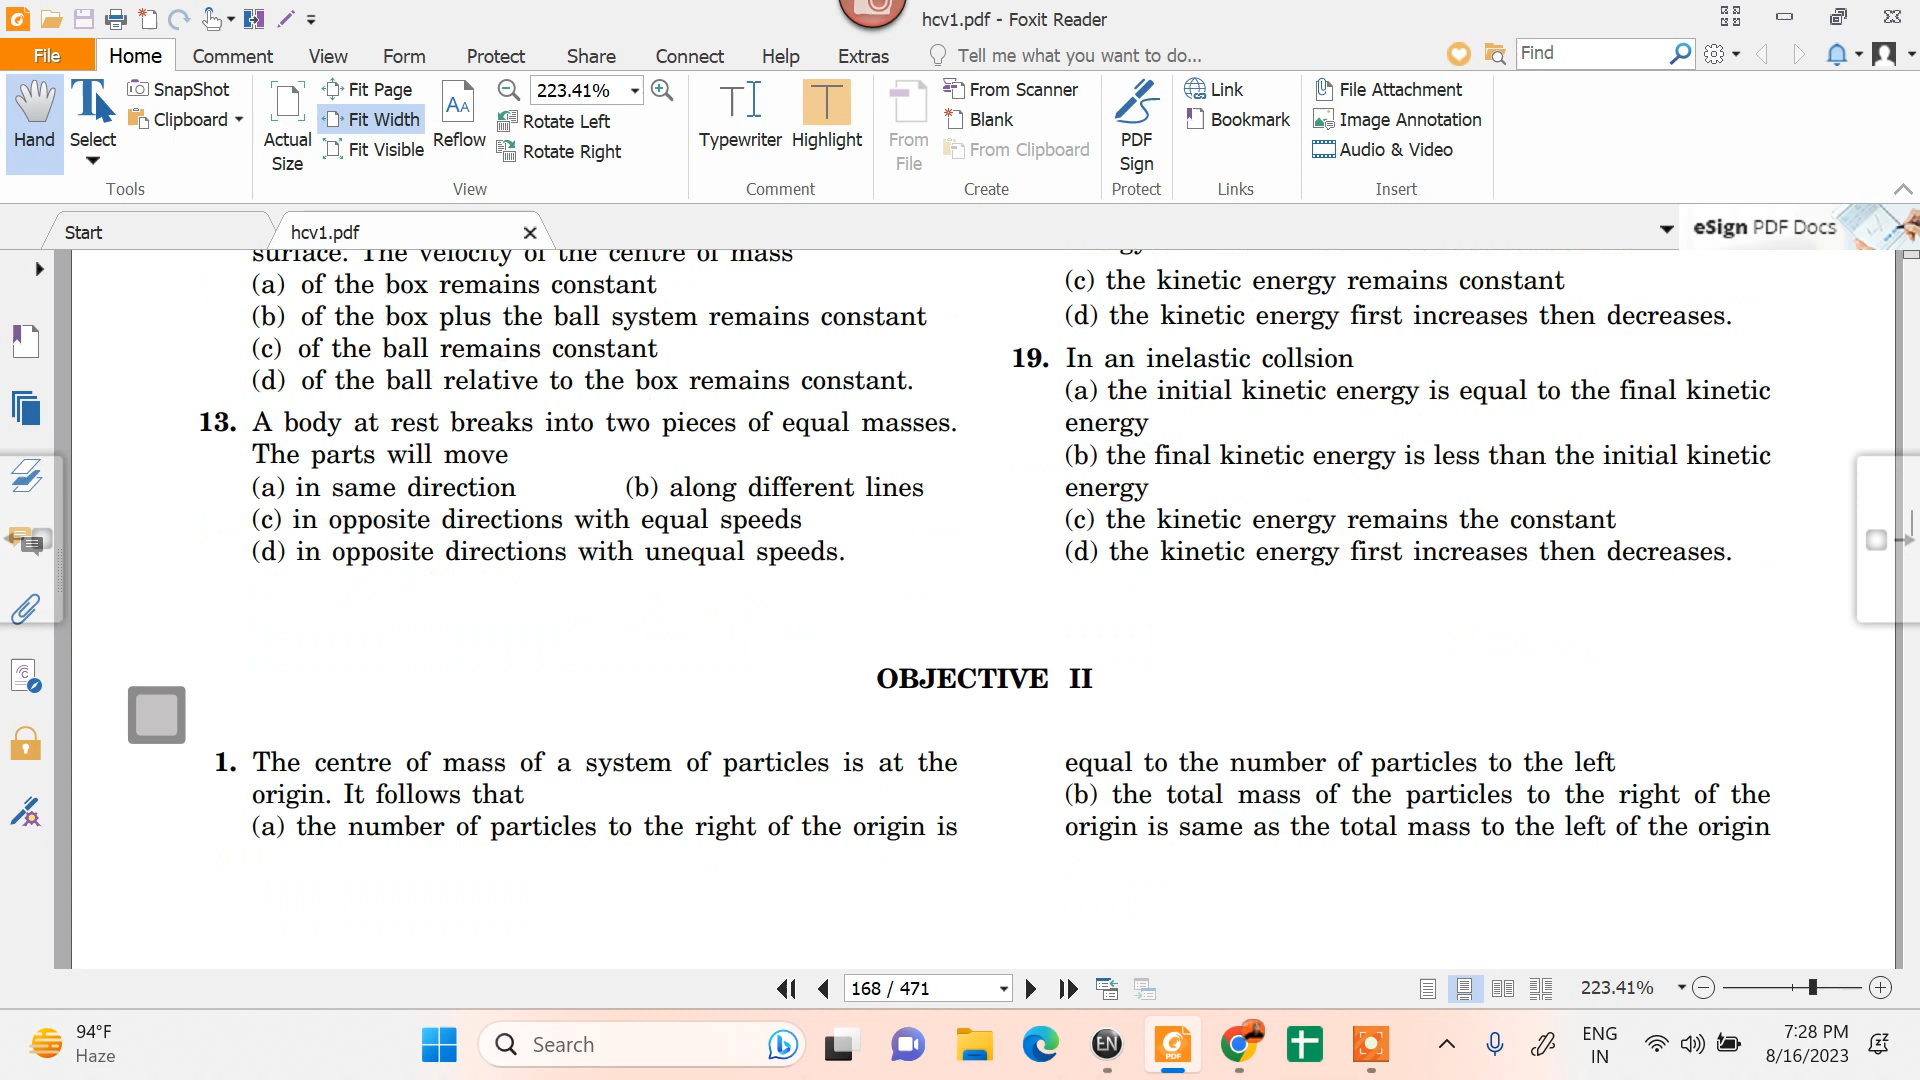 hcv1.pdf - Foxit Reader
File Home Comment View Form Protect Share Connect Help Extras Tell me what you want to do... Find
Hand
Select
SnapShot
Clipboard
Tools
Actual Size
Fit Page
Fit Width
Fit Visible
Reflow
223.41%
Rotate Left
Rotate Right
View
Typewriter
Highlight
Comment
From File
From Scanner
Blank
From Clipboard
Create
PDF Sign
Protect
Link
Bookmark
Links
File Attachment
Image Annotation
Audio & Video
Insert
Start
hcv1.pdf
eSign PDF Docs
surface. The velocity of the centre of mass
(a) of the box remains constant
(b) of the box plus the ball system remains constant
(c) of the ball remains constant
(d) of the ball relative to the box remains constant.
13. A body at rest breaks into two pieces of equal masses.
The parts will move
(a) in same direction (b) along different lines
(c) in opposite directions with equal speeds
(d) in opposite directions with unequal speeds.
(c) the kinetic energy remains constant
(d) the kinetic energy first increases then decreases.
19. In an inelastic collsion
(a) the initial kinetic energy is equal to the final kinetic
energy
(b) the final kinetic energy is less than the initial kinetic
energy
(c) the kinetic energy remains the constant
(d) the kinetic energy first increases then decreases.
OBJECTIVE II
1. The centre of mass of a system of particles is at the
origin. It follows that
(a) the number of particles to the right of the origin is
equal to the number of particles to the left
(b) the total mass of the particles to the right of the
origin is same as the total mass to the left of the origin
168 / 471
223.41%
94°F
Haze
Search
EN
PDF
ENG
IN
7:28 PM
8/16/2023